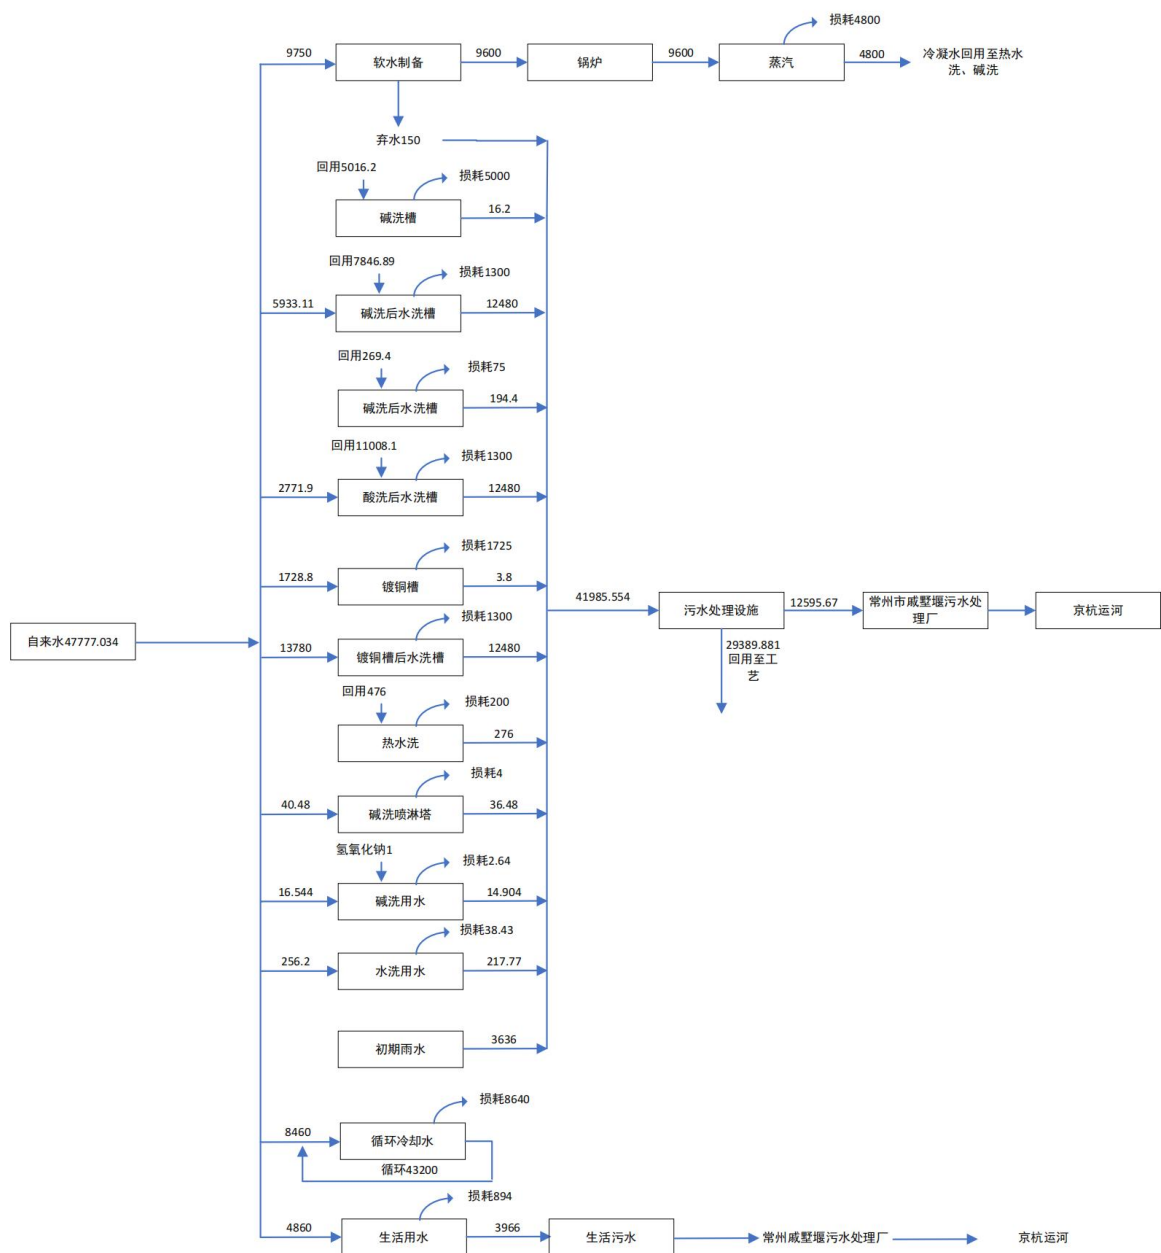 损耗4800
9750
软水制备
9600
锅炉
9600
蒸汽
4800
冷凝水回用至热水
洗、碱洗
弃水150
回用5016.2
损耗5000
碱洗槽
16.2
回用7846.89
损耗1300
5933.11
碱洗后水洗槽
12480
回用269.4
损耗75
碱洗后水洗槽
194.4
回用11008.1
损耗1300
2771.9
酸洗后水洗槽
12480
损耗1725
1728.8
镀铜槽
3.8
41985.554
污水处理设施
12595.67
常州市戚墅堰污水处
理厂
京杭运河
自来水47777.034
损耗1300
13780
镀铜槽后水洗槽
12480
29389.881
回用至工
艺
回用476
损耗200
热水洗
276
损耗4
40.48
碱洗喷淋塔
36.48
氢氧化钠1
损耗2.64
16.544
碱洗用水
14.904
损耗38.43
256.2
水洗用水
217.77
初期雨水
3636
损耗8640
8460
循环冷却水
循环43200
损耗894
4860
生活用水
3966
生活污水
常州戚墅堰污水处理厂
京杭运河